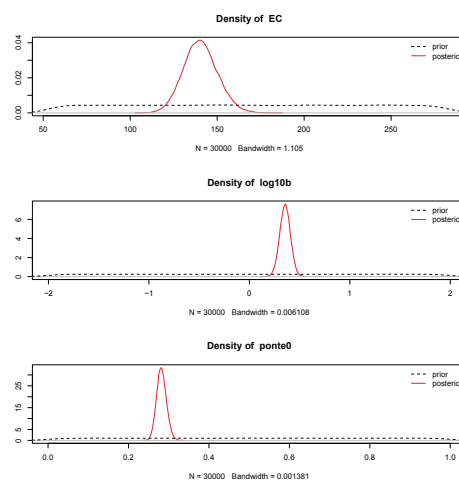 Density of EC
0.04
0.02
0.00
prior
posterior
50 100 150 200 250
N = 30000 Bandwidth = 1.105
Density of log10b
6
4
2
0
prior
posterior
−2 −1 0 1 2
N = 30000 Bandwidth = 0.006108
Density of ponte0
25
15
5
0
prior
posterior
0.0 0.2 0.4 0.6 0.8 1.0
N = 30000 Bandwidth = 0.001381